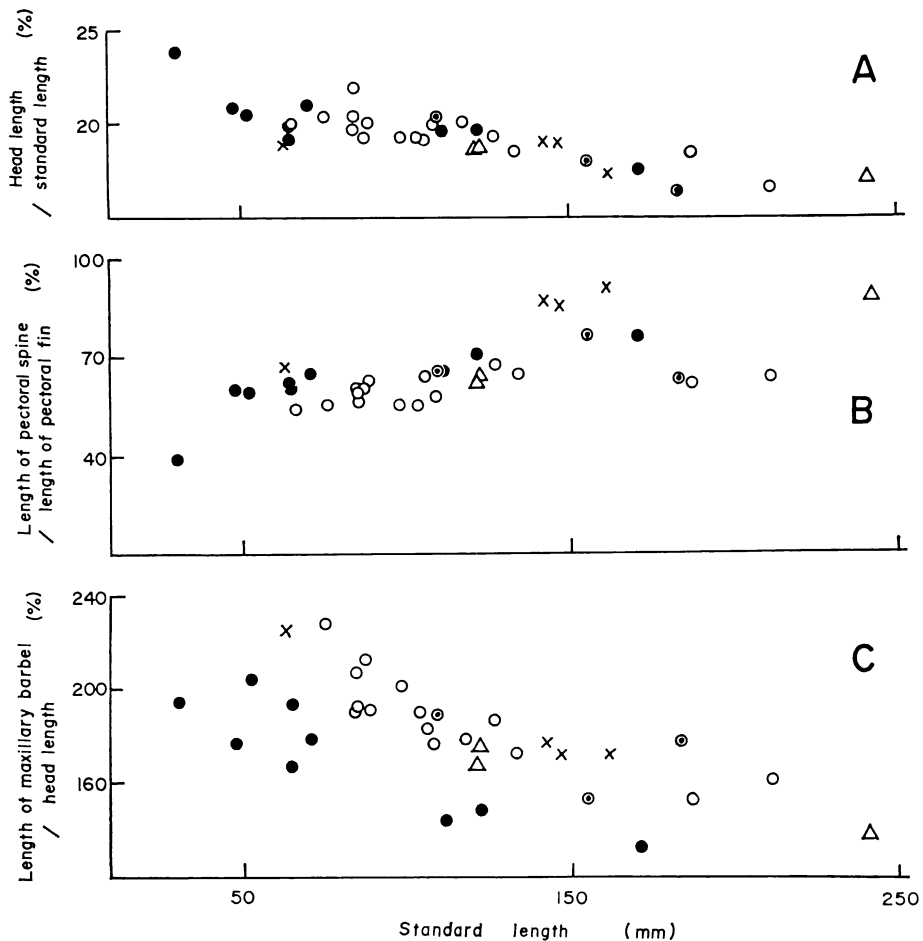 Head length
/ standard length (%)
25
20
A
Length of pectoral spine
/ length of pectoral fin (%)
100
70
40
B
Length of maxillary barbel
/ head length (%)
240
200
160
C
50
150
250
Standard length (mm)